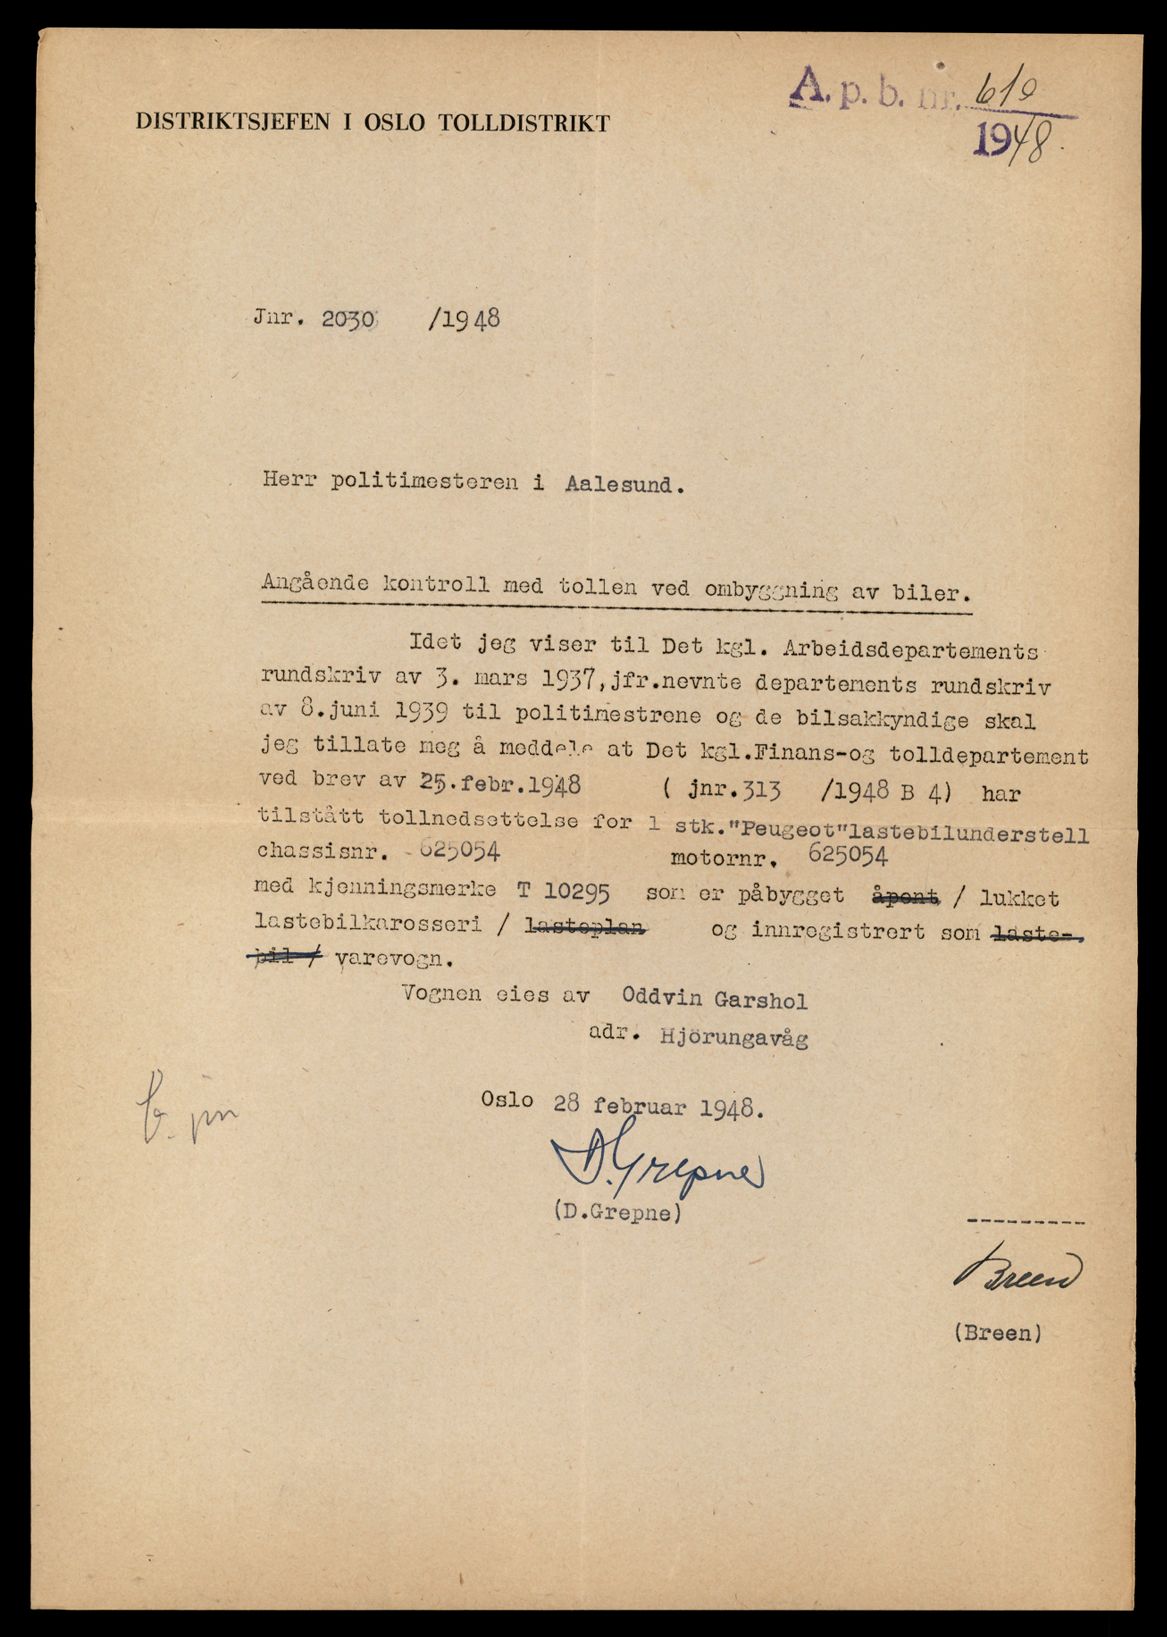 A. p. b. nr. 610
1948.
DISTRIKTSJEFEN I OSLO TOLLDISTRIKT
Jnr. 2030 /1948
Herr politimesteren i Aalesund.
Angående kontroll med tollen ved ombyggning av biler.
Idet jeg viser til Det kgl. Arbeidsdepartements
rundskriv av 3. mars 1937,jfr.nevnte departements rundskriv
av 8.juni 1939 til politimestrene og de bilsakkyndige skal
jeg tillate meg å meddele at Det kgl.Finans-og tolldepartement
ved brev av 25.febr.1948 ( jnr.313 /1948 B 4) har
tilstått tollnedsettelse for 1 stk."Peugeot"lastebilunderstell
chassisnr. 625054 motornr. 625054
med kjenningsmerke T 10295 som er påbygget åpent / lukket
lastebilkarosseri / lasteplan og innregistrert som laste-
bil / varevogn.
Vognen eies av Oddvin Garshol
adr. Hjörungavåg
Oslo 28 februar 1948.
D. Grepne
(D.Grepne)
----------
Breen
(Breen)